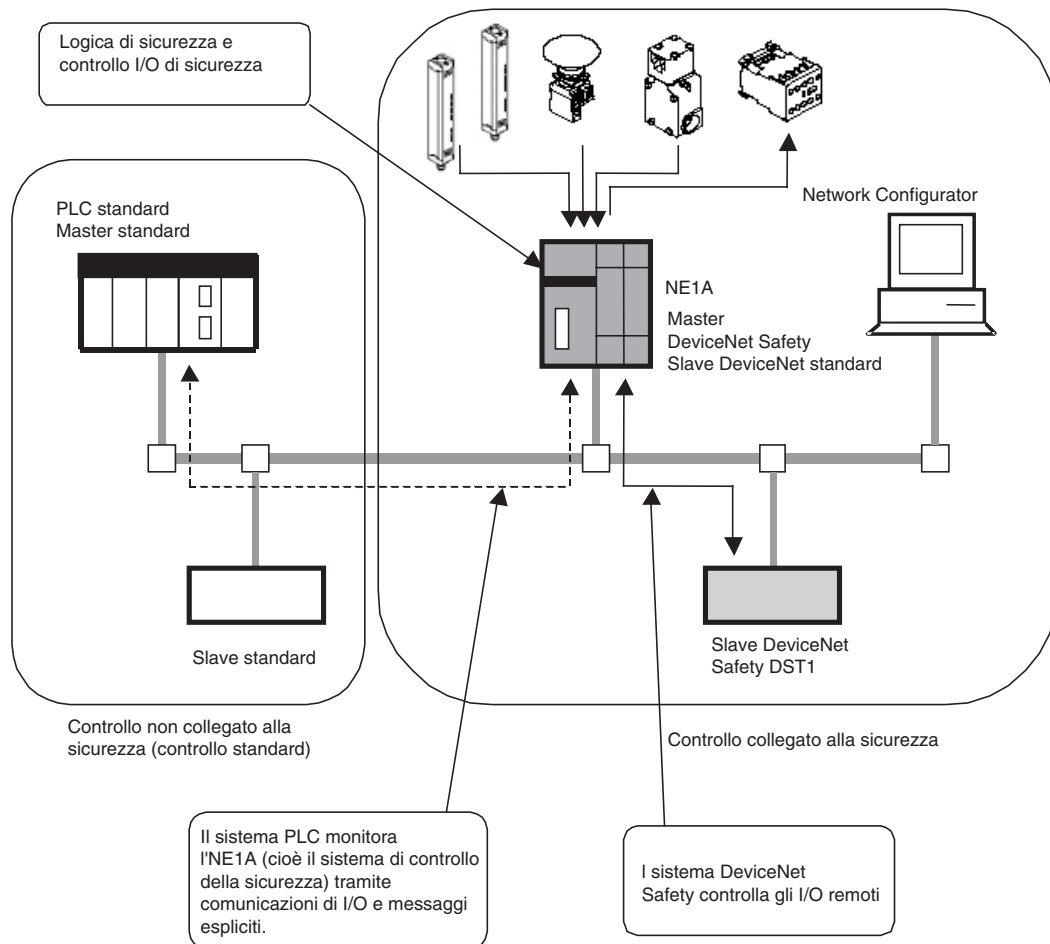 Logica di sicurezza e
controllo I/O di sicurezza
PLC standard
Master standard
Network Configurator
NE1A
Master
DeviceNet Safety
Slave DeviceNet standard
Slave standard
Slave DeviceNet
Safety DST1
Controllo non collegato alla
sicurezza (controllo standard)
Controllo collegato alla sicurezza
Il sistema PLC monitora
l'NE1A (cioè il sistema di controllo
della sicurezza) tramite
comunicazioni di I/O e messaggi
espliciti.
I sistema DeviceNet
Safety controlla gli I/O remoti